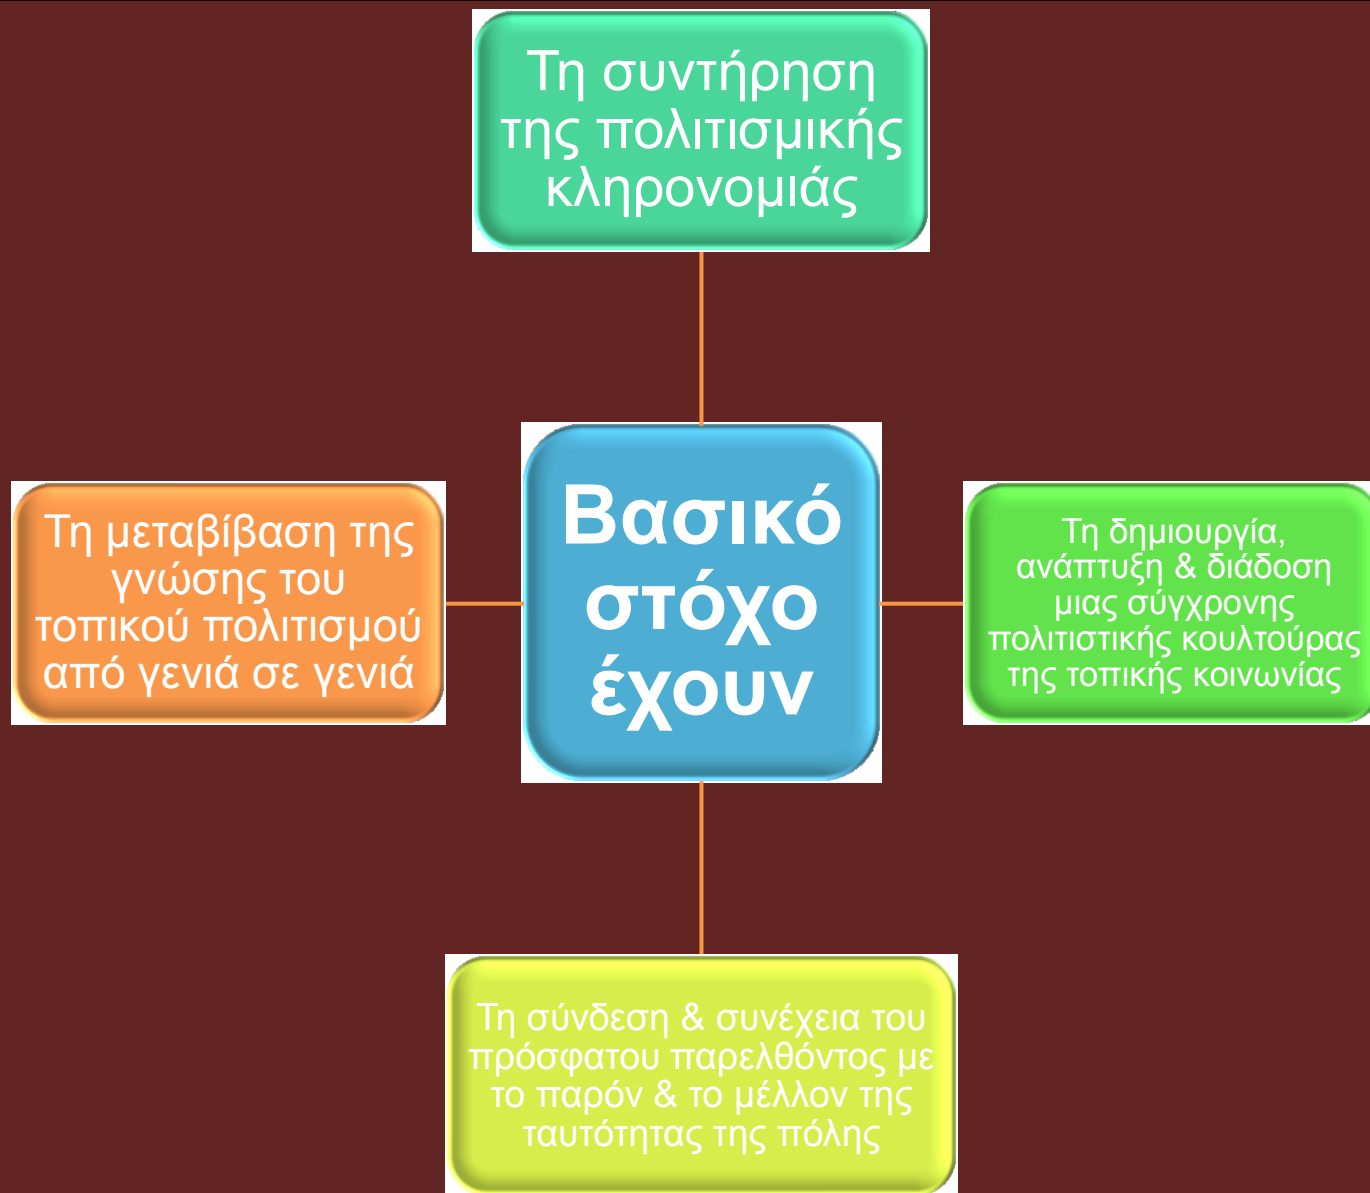 Τη συντήρηση
της πολιτισμικής
κληρονομιάς
Τη μεταβίβαση της
γνώσης του
τοπικού πολιτισμού
από γενιά σε γενιά
Βασικό
στόχο
έχουν
Τη δημιουργία,
ανάπτυξη & διάδοση
μιας σύγχρονης
πολιτιστικής κουλτούρας
της τοπικής κοινωνίας
Τη σύνδεση & συνέχεια του
πρόσφατου παρελθόντος με
το παρόν & το μέλλον της
ταυτότητας της πόλης